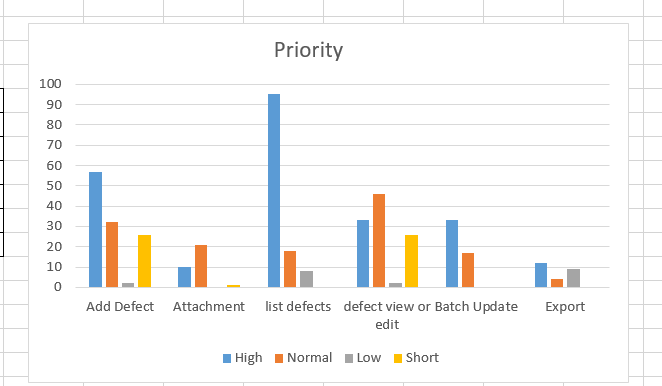 Priority
100
90
80
70
60
50
40
30
20
10
0
Add Defect
Attachment
list defects
defect view or
edit
Batch Update
Export
High Normal Low Short